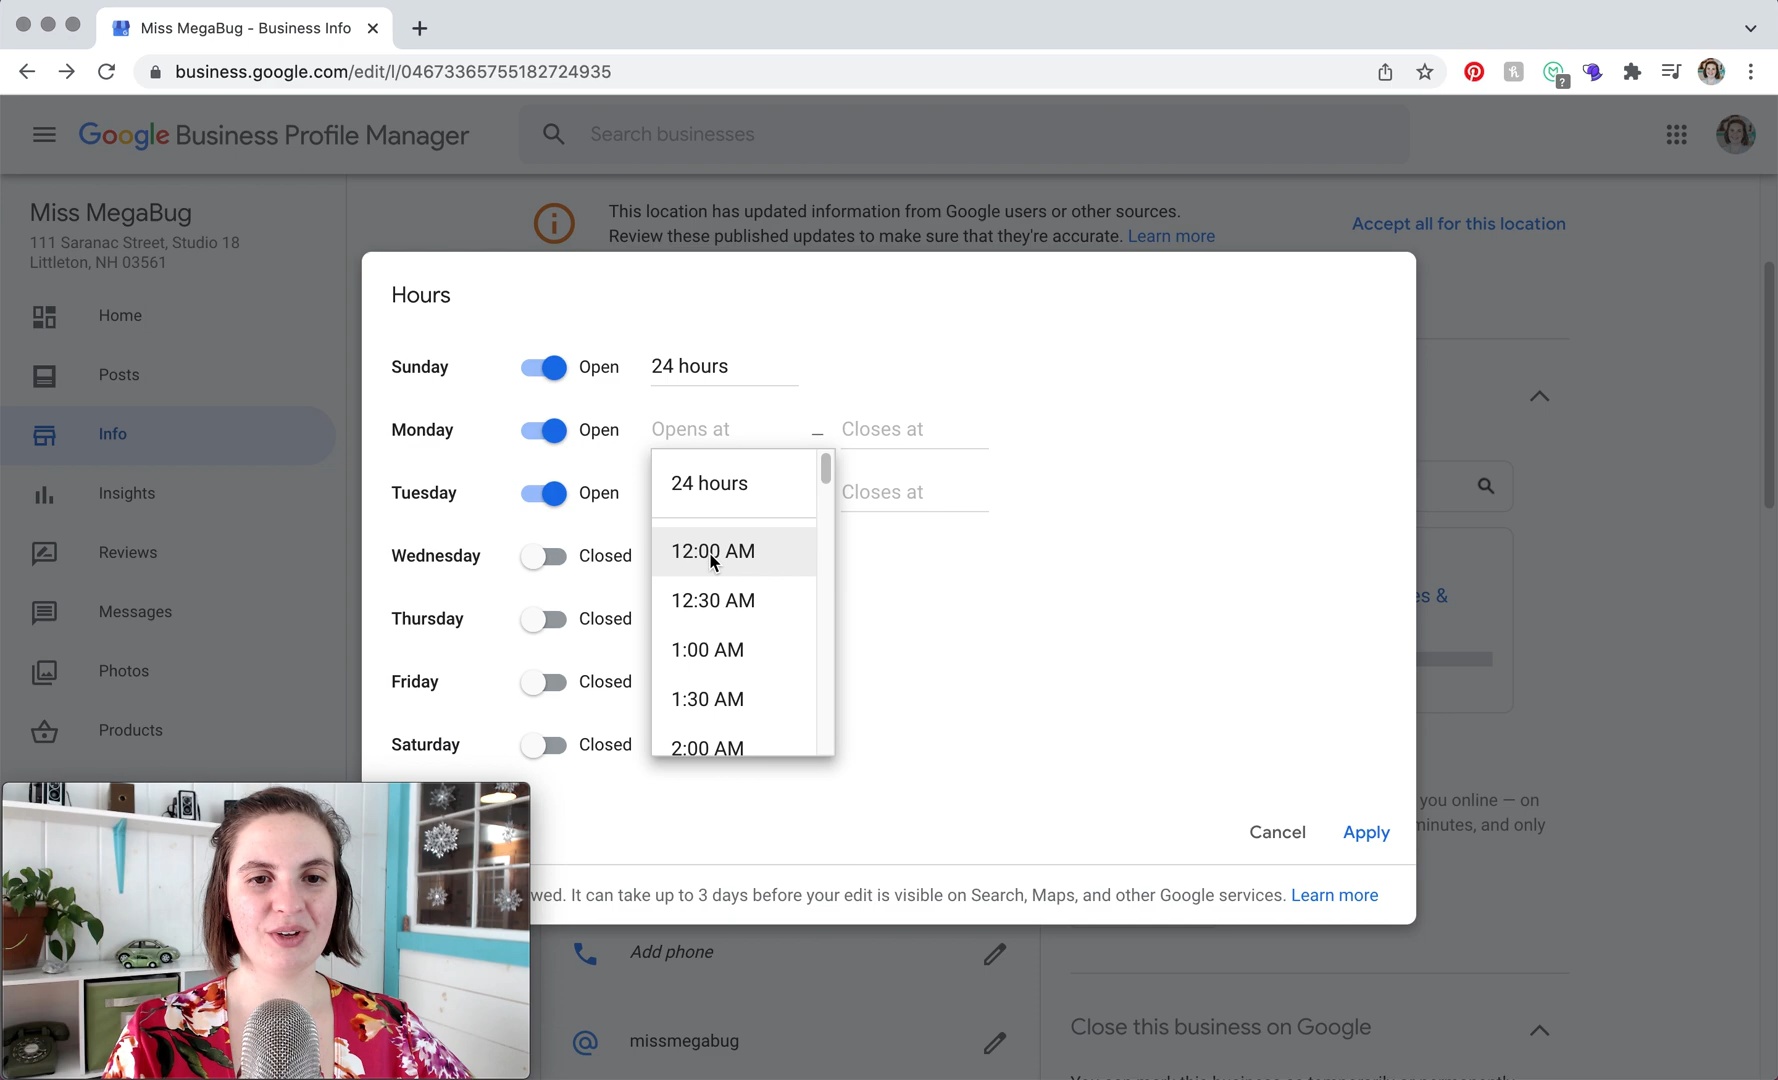 Miss MegaBug - Business Info
business.google.com/edit/l/04673365755182724935
Google Business Profile Manager
Search businesses
Miss MegaBug
111 Saranac Street, Studio 18
Littleton, NH 03561
Home
Posts
Info
Insights
Reviews
Messages
Photos
Products
This location has updated information from Google users or other sources.
Review these published updates to make sure that they're accurate. Learn more
Accept all for this location
Hours
Sunday Open 24 hours
Monday Open Opens at – Closes at
Tuesday Open Closes at
Wednesday Closed
Thursday Closed
Friday Closed
Saturday Closed
24 hours
12:00 AM
12:30 AM
1:00 AM
1:30 AM
2:00 AM
Cancel Apply
wed. It can take up to 3 days before your edit is visible on Search, Maps, and other Google services. Learn more
es &
you online — on
minutes, and only
Add phone
missmegabug
Close this business on Google